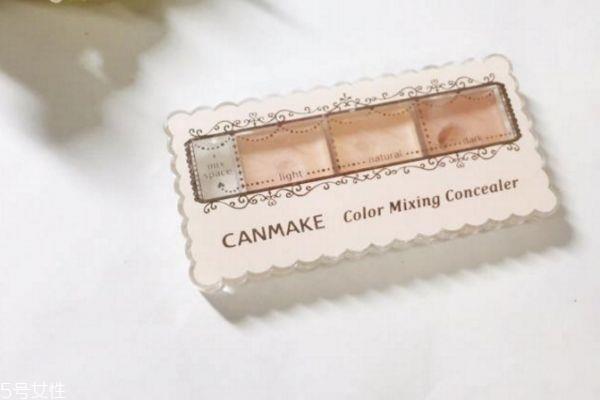 mix
space
light
natural
dark
CANMAKE
Color Mixing Concealer
5号女性